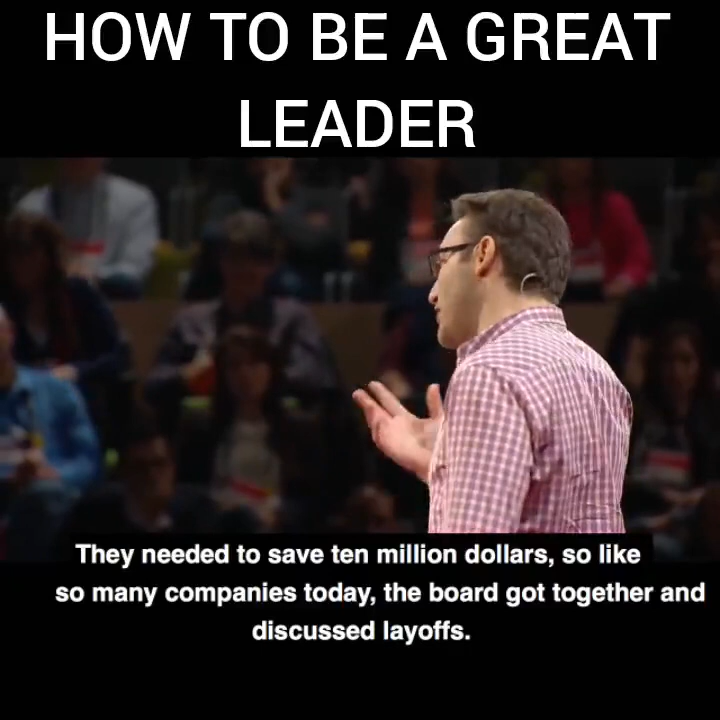 HOW TO BE A GREAT
LEADER
They needed to save ten million dollars, so like
so many companies today, the board got together and
discussed layoffs.